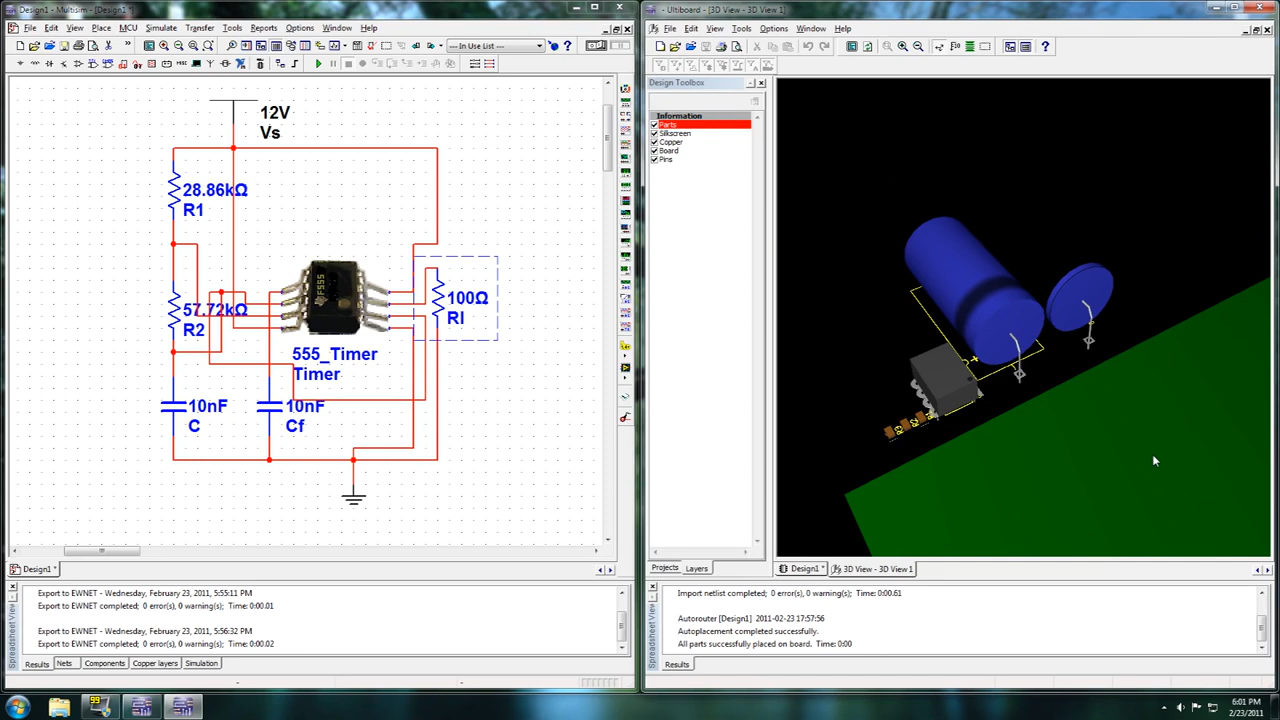 Design1 - Multisim - [Design1 *]
File Edit View Place MCU Simulate Transfer Tools Reports Options Window Help
--- In Use List ---
12V
Vs
28.86kΩ
R1
57.72kΩ
R2
100Ω
Rl
555_Timer
Timer
10nF
C
10nF
Cf
Design1 *
Spreadsheet View
Export to EWNET - Wednesday, February 23, 2011, 5:55:11 PM
Export to EWNET completed; 0 error(s), 0 warning(s); Time: 0:00.01
Export to EWNET - Wednesday, February 23, 2011, 5:56:32 PM
Export to EWNET completed; 0 error(s), 0 warning(s); Time: 0:00.02
Results Nets Components Copper layers Simulation
- Ultiboard - [3D View - 3D View 1]
File Edit View Tools Options Window Help
Design Toolbox
Information
Parts
Silkscreen
Copper
Board
Pins
Projects Layers
Design1 * 3D View - 3D View 1
Spreadsheet View
Import netlist completed; 0 error(s), 0 warning(s); Time: 0:00.61
Autorouter [Design1] 2011-02-23 17:57:56
Autoplacement completed successfully.
All parts successfully placed on board. Time: 0:00
Results
6:01 PM
2/23/2011